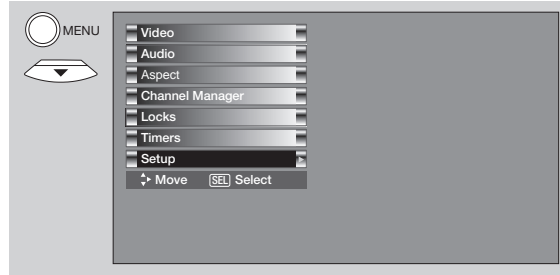 MENU
Video
Audio
Aspect
Channel Manager
Locks
Timers
Setup
Move SEL Select